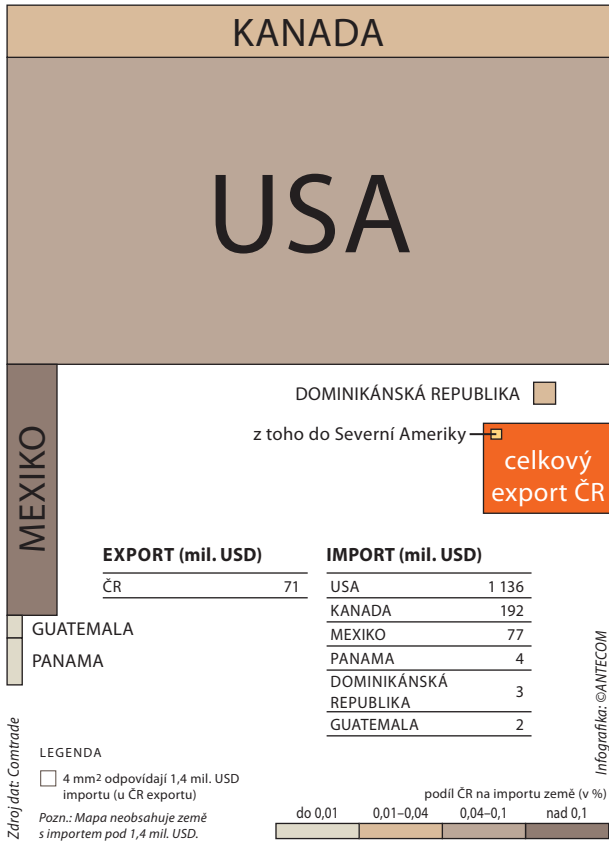 KANADA
USA
MEXIKO
DOMINIKÁNSKÁ REPUBLIKA
z toho do Severní Ameriky
celkový
export ČR
EXPORT (mil. USD)
ČR 71
IMPORT (mil. USD)
USA 1 136
KANADA 192
MEXIKO 77
PANAMA 4
DOMINIKÁNSKÁ
REPUBLIKA 3
GUATEMALA 2
GUATEMALA
PANAMA
Zdroj dat: Comtrade
Infografika: ©ANTECOM
LEGENDA
4 mm2 odpovídají 1,4 mil. USD
importu (u ČR exportu)
Pozn.: Mapa neobsahuje země
s importem pod 1,4 mil. USD.
podíl ČR na importu země (v %)
do 0,01 0,01–0,04 0,04–0,1 nad 0,1